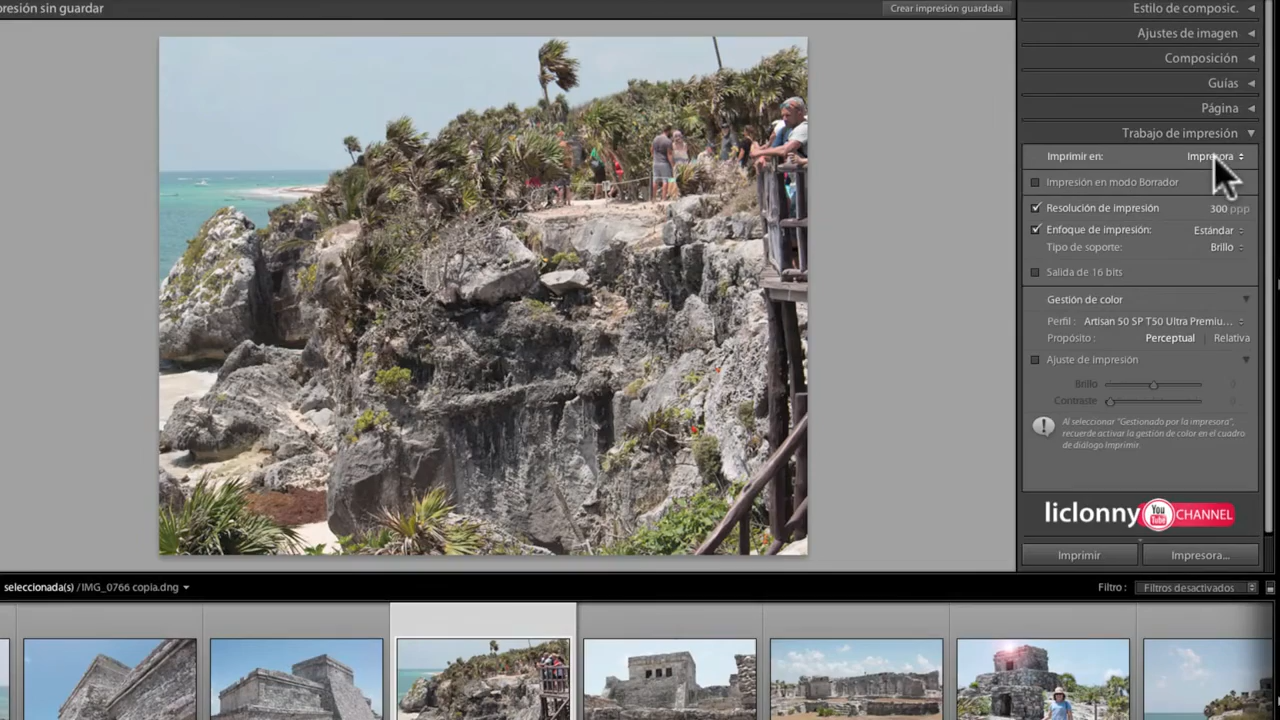 presión sin guardar
Crear impresión guardada
Estilo de composic.
Ajustes de imagen
Composición
Guías
Página
Trabajo de impresión
Imprimir en: Impresora
Impresión en modo Borrador
Resolución de impresión 300 ppp
Enfoque de impresión: Estándar
Tipo de soporte: Brillo
Salida de 16 bits
Gestión de color
Perfil : Artisan 50 SP T50 Ultra Premiu...
Propósito : Perceptual Relativa
Ajuste de impresión
Brillo 0
Contraste 0
Al seleccionar "Gestionado por la impresora",
recuerde activar la gestión de color en el cuadro
de diálogo Imprimir.
liclonny You Tube CHANNEL
Imprimir Impresora...
seleccionada(s) /IMG_0766 copia.dng
Filtro : Filtros desactivados